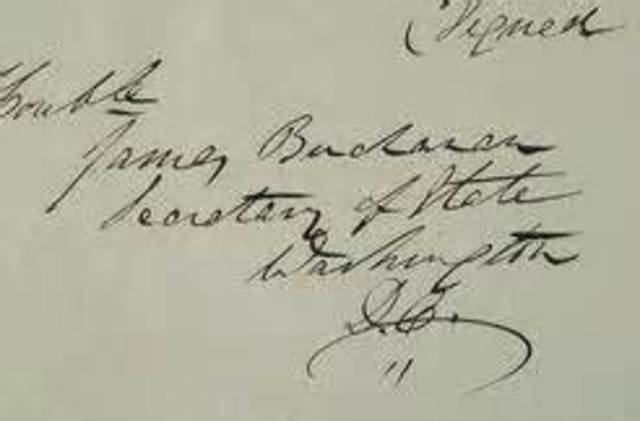 (Signed
Honble
James Buchanan
Secretary of State
Washington
D.C.
"